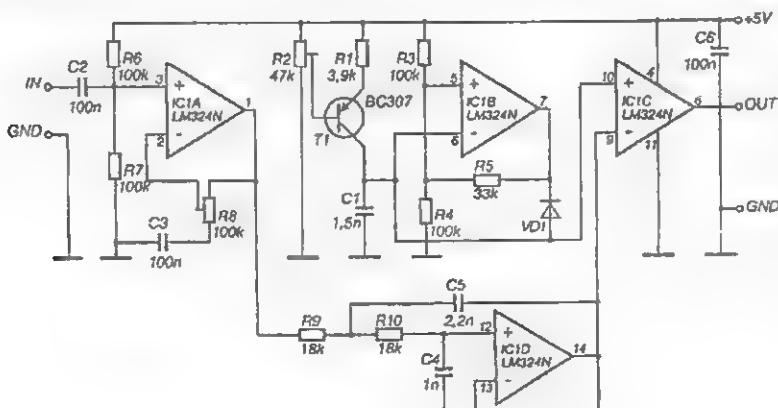 IN
C2
100n
GND
R6
100k
R7
100k
C3
100n
3
+
IC1A
LM324N
-
2
1
R8
100k
R2
47k
R1
3,9k
BC307
T1
C1
1,5n
R3
100k
5
+
IC1B
LM324N
-
6
7
R5
33k
R4
100k
VD1
10
+
IC1C
LM324N
-
9
4
11
C6
100n
+5V
OUT
GND
R9
18k
R10
18k
C5
2,2n
C4
1n
12
+
IC1D
LM324N
-
13
14